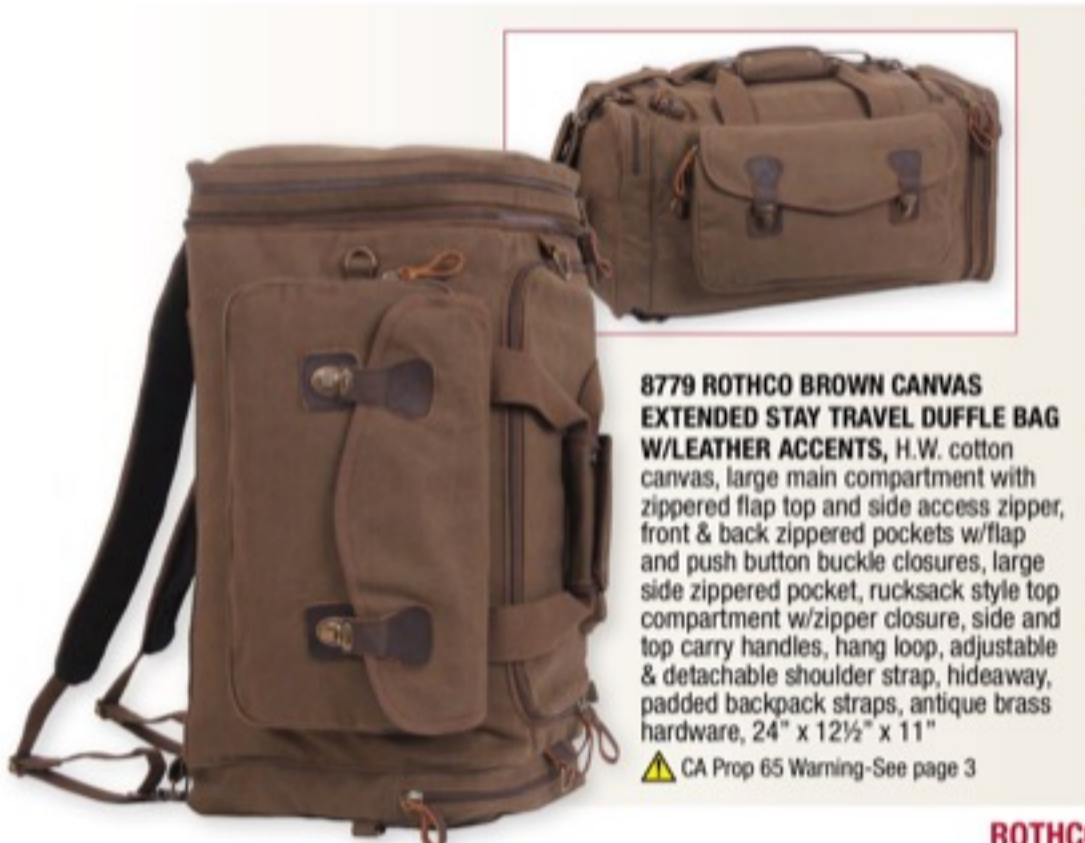 8779 ROTHCO BROWN CANVAS
EXTENDED STAY TRAVEL DUFFLE BAG
W/LEATHER ACCENTS, H.W. cotton
canvas, large main compartment with
zippered flap top and side access zipper,
front & back zippered pockets w/flap
and push button buckle closures, large
side zippered pocket, rucksack style top
compartment w/zipper closure, side and
top carry handles, hang loop, adjustable
& detachable shoulder strap, hideaway,
padded backpack straps, antique brass
hardware, 24” x 12½” x 11”
CA Prop 65 Warning-See page 3
ROTHCO